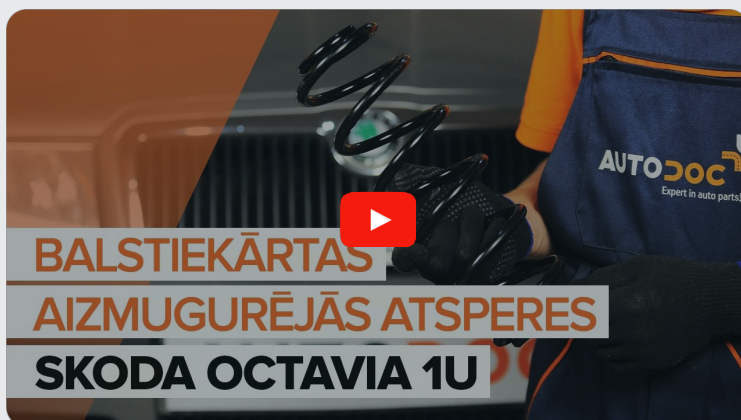 AUTODOC
Expert in auto parts!
BALSTIEKĀRTAS
AIZMUGURĒJĀS ATSPERES
SKODA OCTAVIA 1U